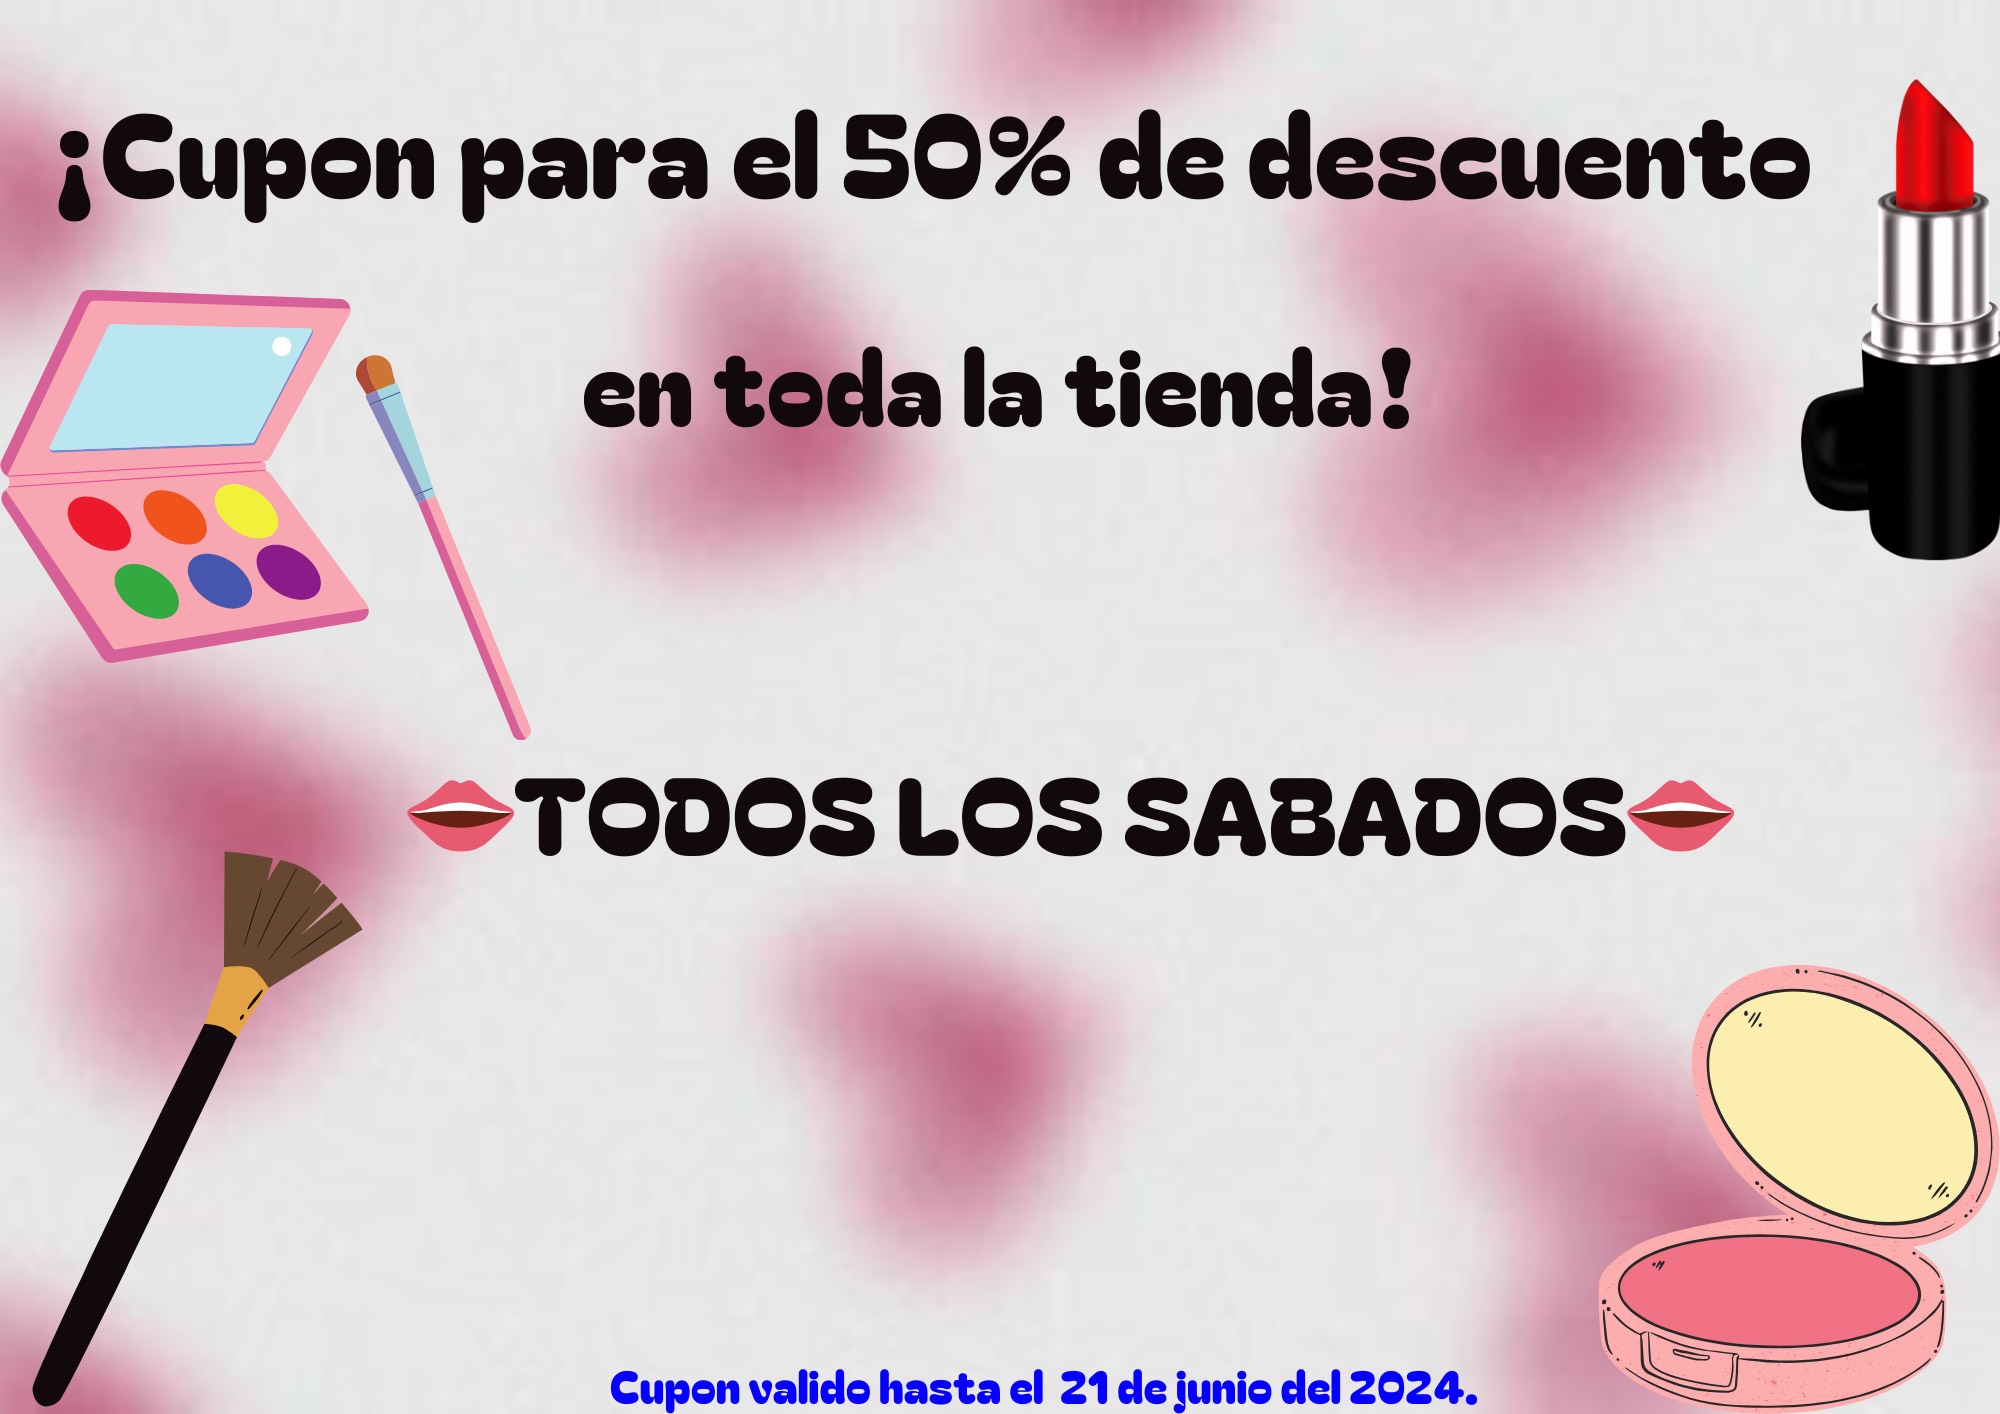 ¡Cupon para el 50% de descuento
en toda la tienda!
TODOS LOS SABADOS
Cupon valido hasta el 21 de junio del 2024.